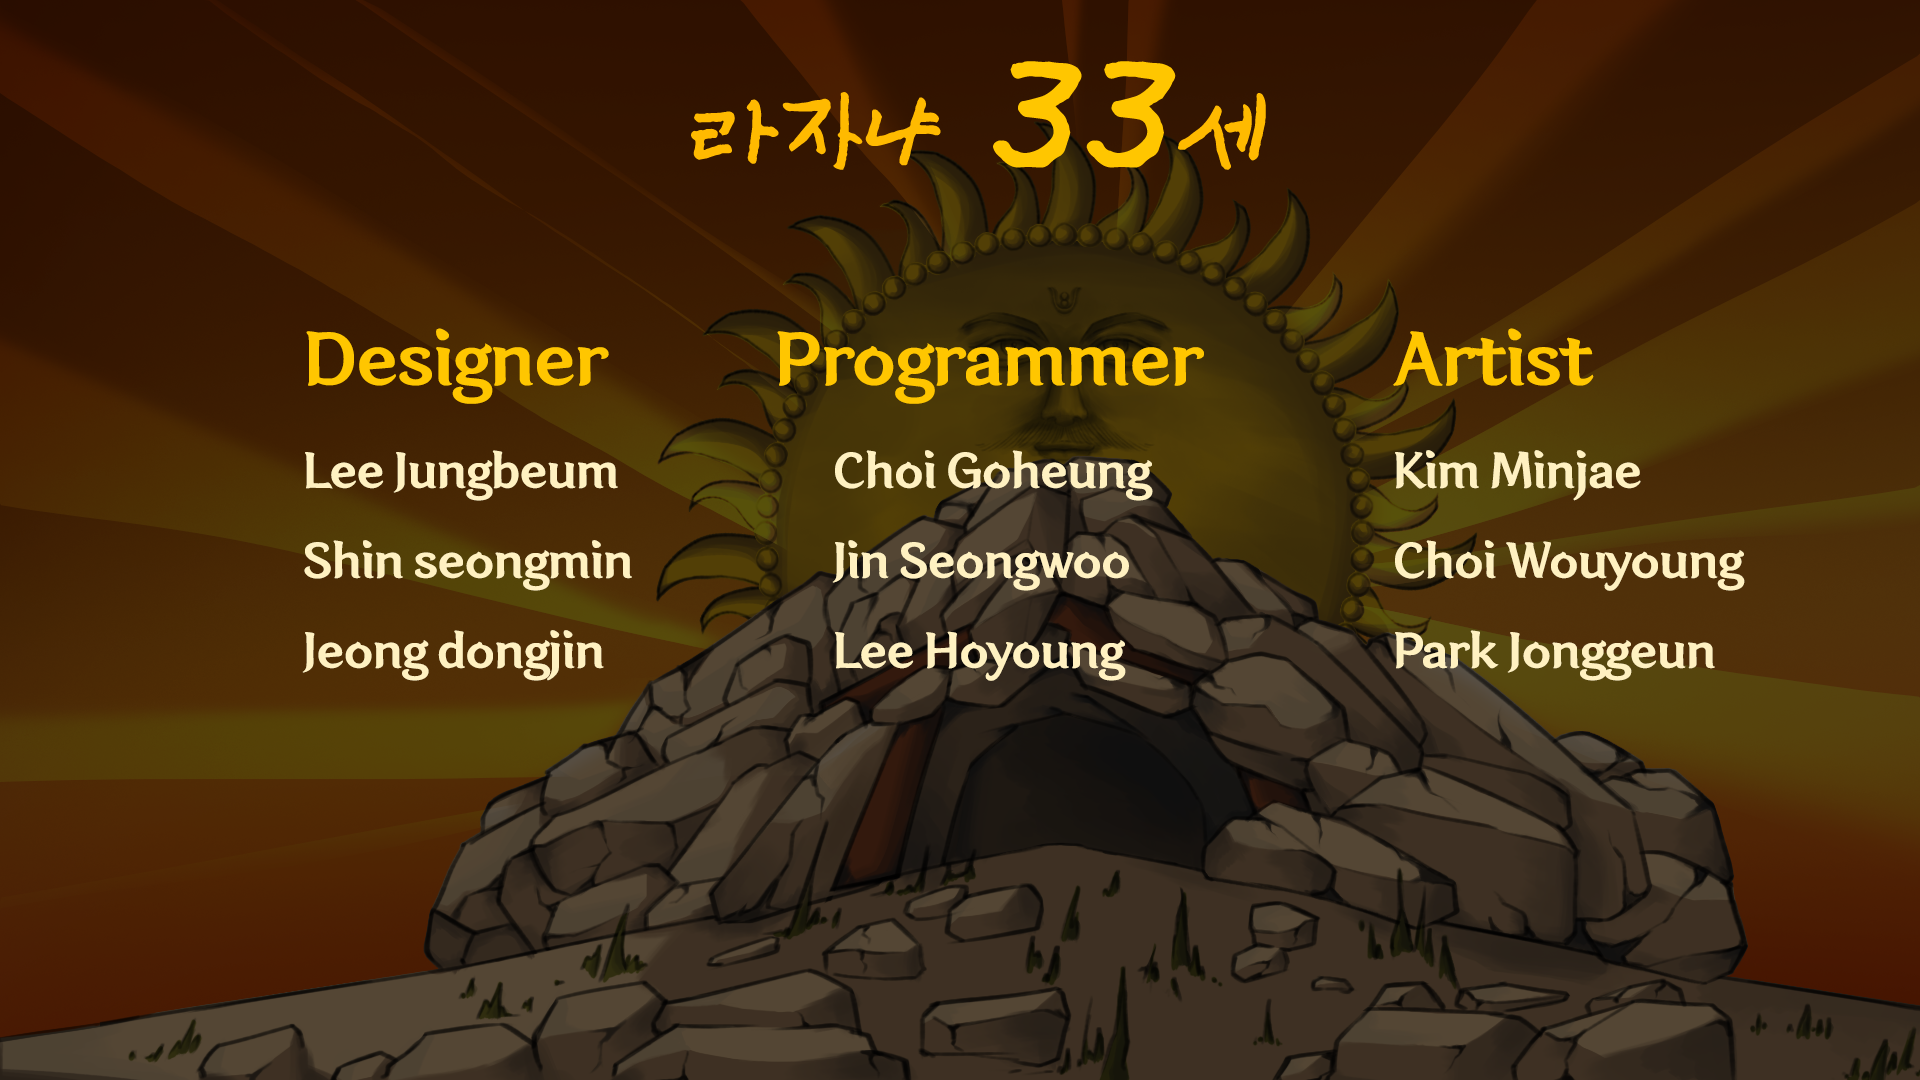 라자냐 33세
Designer
Lee Jungbeum
Shin seongmin
Jeong dongjin
Programmer
Choi Goheung
Jin Seongwoo
Lee Hoyoung
Artist
Kim Minjae
Choi Wouyoung
Park Jonggeun